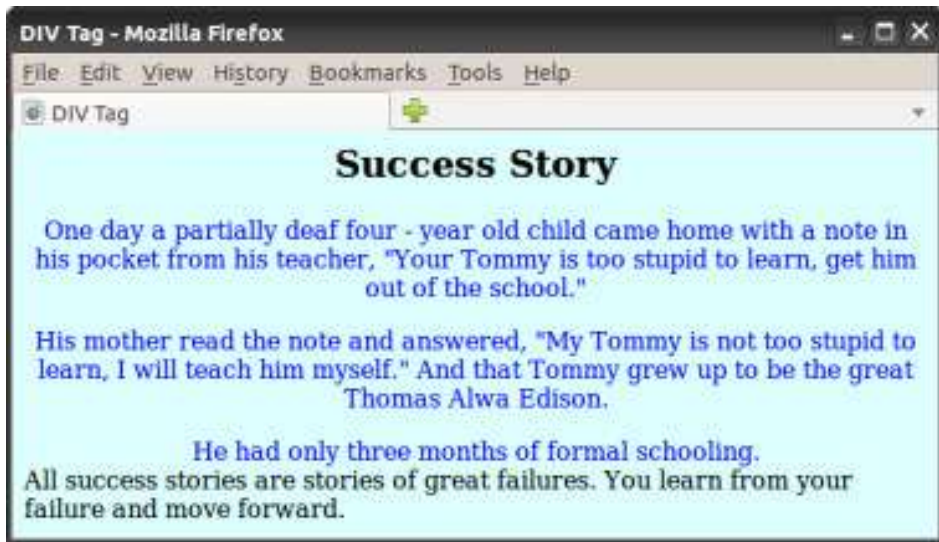 DIV Tag - Mozilla Firefox
File Edit View History Bookmarks Tools Help
DIV Tag
Success Story
One day a partially deaf four - year old child came home with a note in
his pocket from his teacher, "Your Tommy is too stupid to learn, get him
out of the school."
His mother read the note and answered, "My Tommy is not too stupid to
learn, I will teach him myself." And that Tommy grew up to be the great
Thomas Alwa Edison.
He had only three months of formal schooling.
All success stories are stories of great failures. You learn from your
failure and move forward.